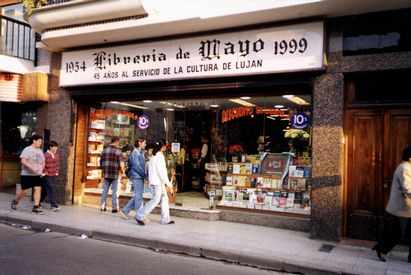 1954 Librería de Mayo 1999
45 AÑOS AL SERVICIO DE LA CULTURA DE LUJAN
10
10